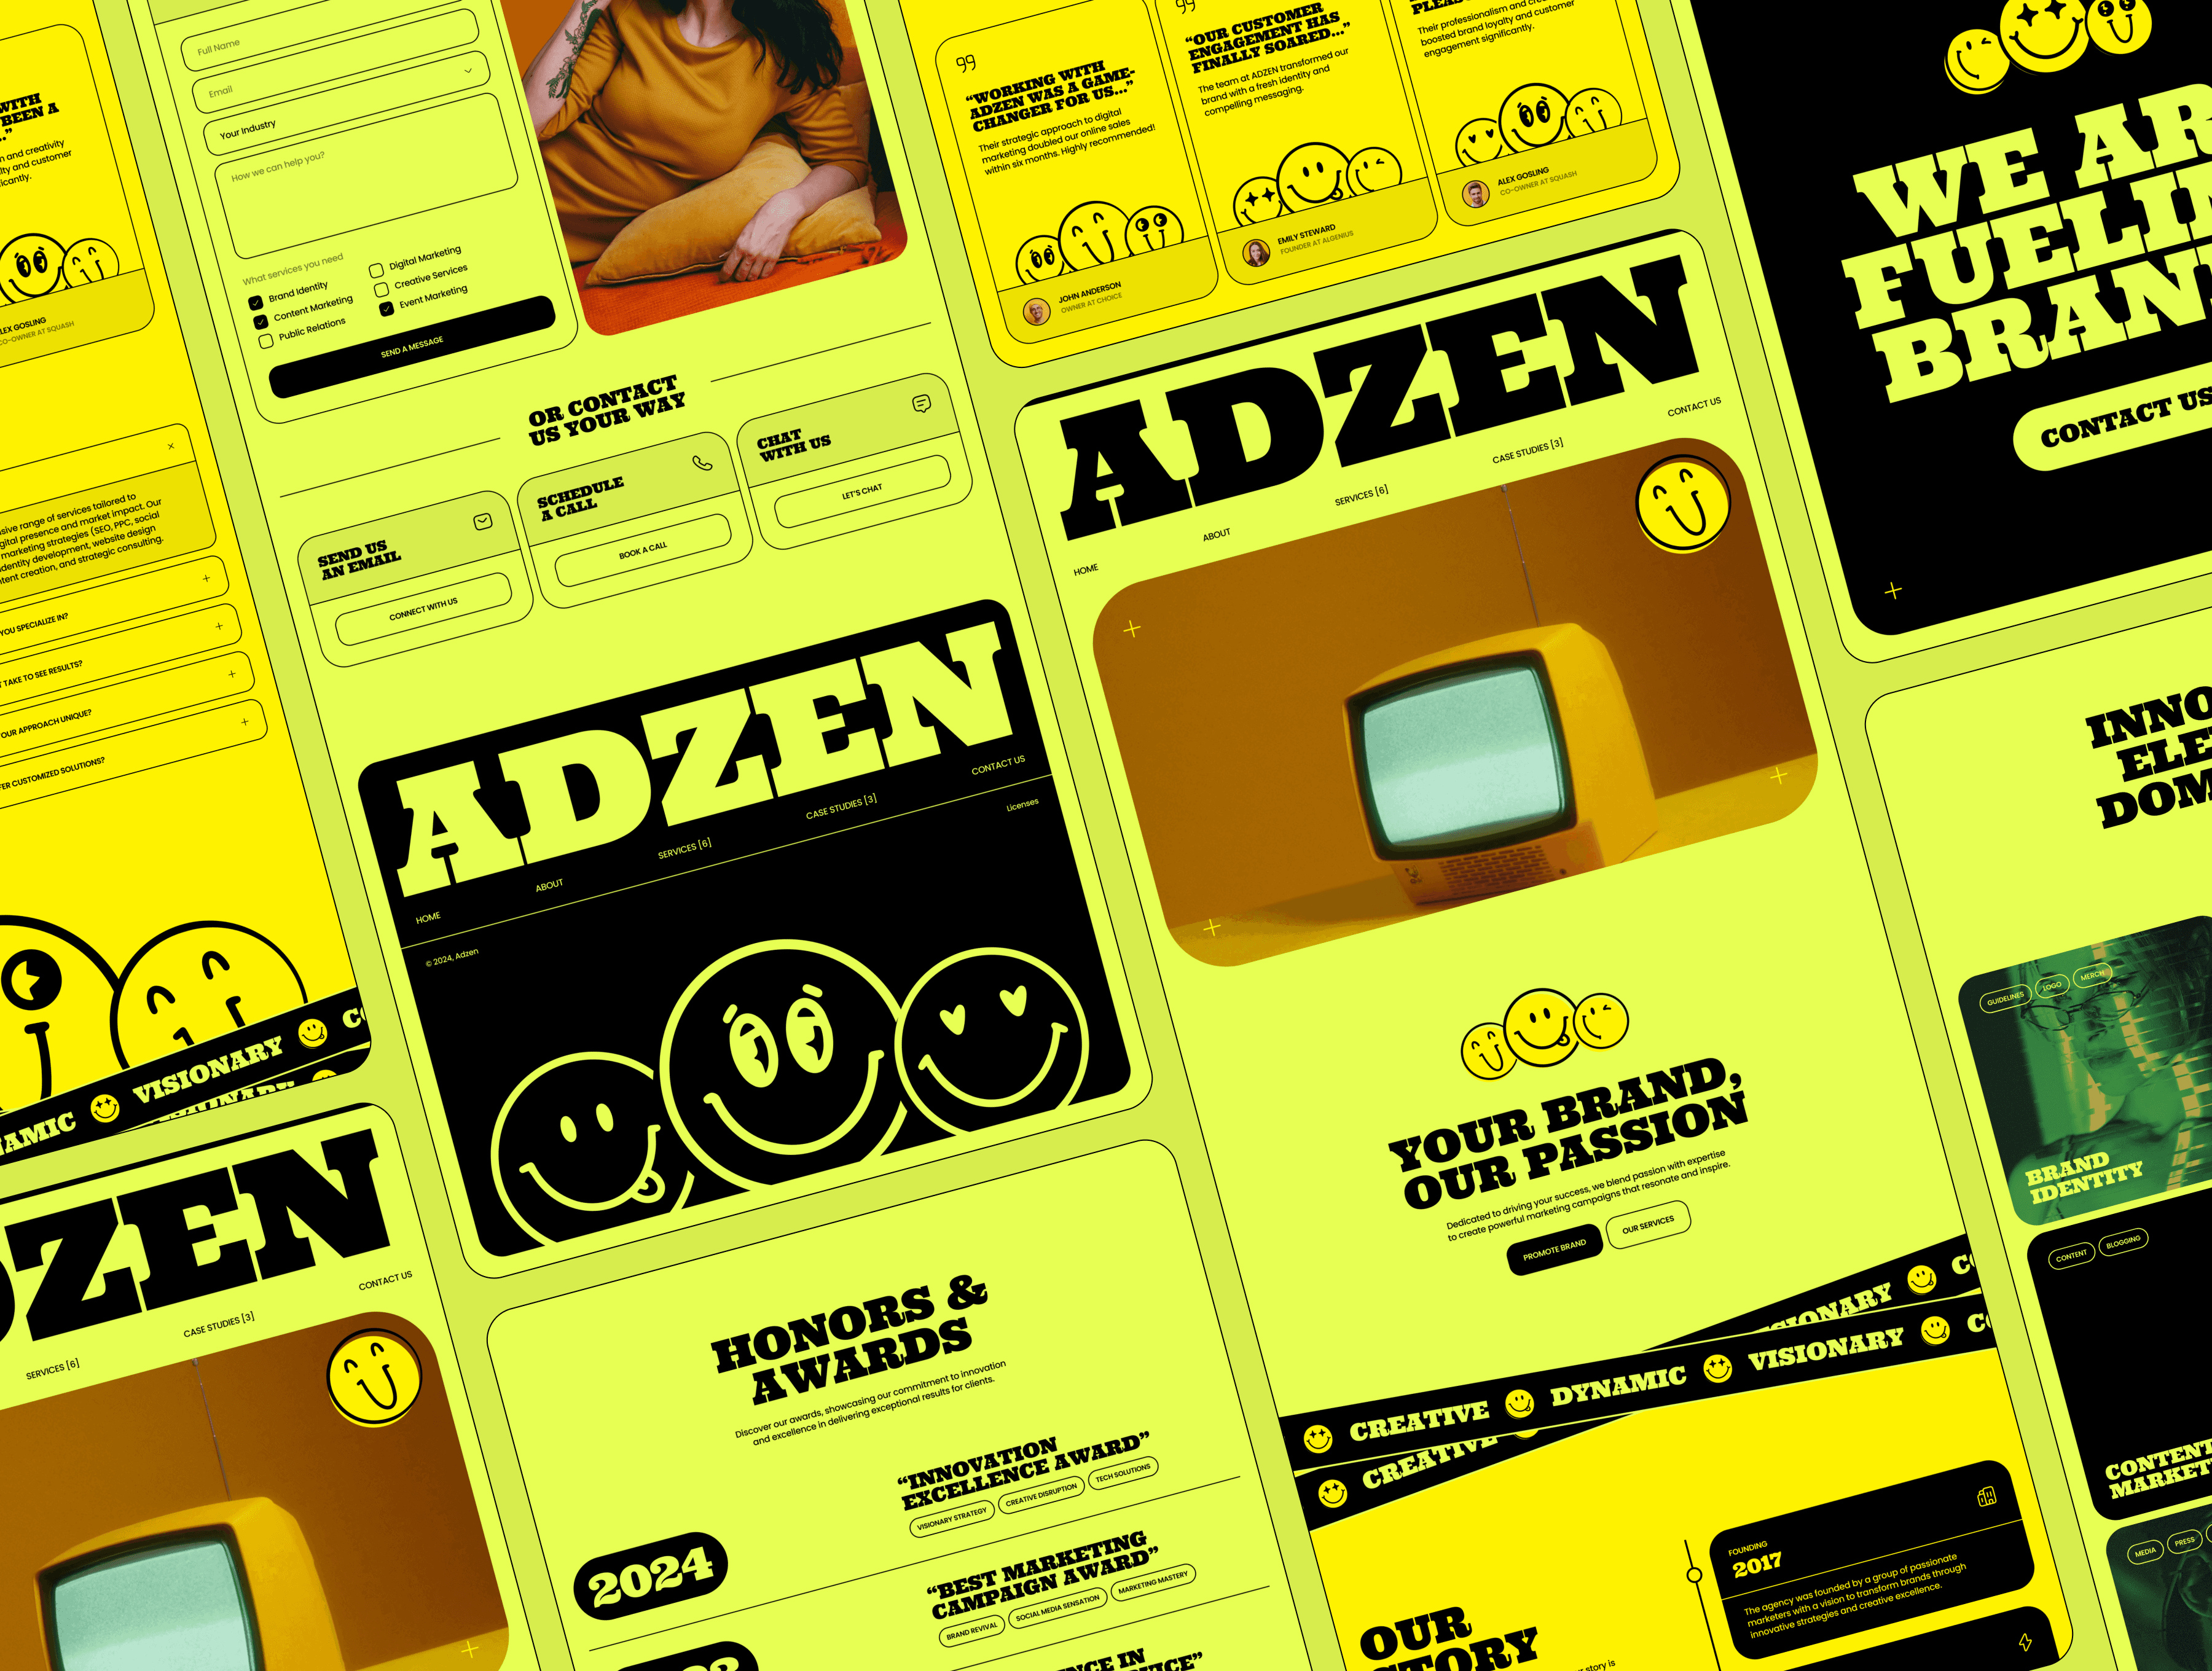 WITH
BEEN A
..."
n and creativity
lty and customer
icantly.
LEX GOSLING
CO-OWNER AT SQUASH
sive range of services tailored to
gital presence and market impact. Our
marketing strategies (SEO, PPC, social
identity development, website design
ntent creation, and strategic consulting.
YOU SPECIALIZE IN?
T TAKE TO SEE RESULTS?
OUR APPROACH UNIQUE?
FER CUSTOMIZED SOLUTIONS?
NAMIC
VISIONARY
CO
ZEN
SERVICES [6]
CASE STUDIES [3]
CONTACT US
Full Name
Email
Your Industry
How we can help you?
What services you need
Brand Identity
Content Marketing
Public Relations
Digital Marketing
Creative Services
Event Marketing
SEND A MESSAGE
OR CONTACT
US YOUR WAY
SEND US
AN EMAIL
CONNECT WITH US
SCHEDULE
A CALL
BOOK A CALL
CHAT
WITH US
LET'S CHAT
ADZEN
HOME
ABOUT
SERVICES [6]
CASE STUDIES [3]
CONTACT US
© 2024, Adzen
Licenses
HONORS &
AWARDS
Discover our awards, showcasing our commitment to innovation
and excellence in delivering exceptional results for clients.
2024
"INNOVATION
EXCELLENCE AWARD"
VISIONARY STRATEGY
CREATIVE DISRUPTION
TECH SOLUTIONS
"BEST MARKETING
CAMPAIGN AWARD"
BRAND REVIVAL
SOCIAL MEDIA SENSATION
MARKETING MASTERY
NCE IN
VICE"
"WORKING WITH
ADZEN WAS A GAME-
CHANGER FOR US..."
Their strategic approach to digital
marketing doubled our online sales
within six months. Highly recommended!
JOHN ANDERSON
OWNER AT CHOICE
"OUR CUSTOMER
ENGAGEMENT HAS
FINALLY SOARED..."
The team at ADZEN transformed our
brand with a fresh identity and
compelling messaging.
EMILY STEWARD
FOUNDER AT ALGENIUS
Their professionalism and cre
boosted brand loyalty and customer
engagement significantly.
ALEX GOSLING
CO-OWNER AT SQUASH
ADZEN
HOME
ABOUT
SERVICES [6]
CASE STUDIES [3]
CONTACT US
YOUR BRAND,
OUR PASSION
Dedicated to driving your success, we blend passion with expertise
to create powerful marketing campaigns that resonate and inspire.
PROMOTE BRAND
OUR SERVICES
CREATIVE
DYNAMIC
VISIONARY
CO
CREATIVE
OUR
STORY
r story is
FOUNDING
2017
The agency was founded by a group of passionate
marketers with a vision to transform brands through
innovative strategies and creative excellence.
WE AR
FUELIN
BRAN
CONTACT US
INNO
ELE
DOM
GUIDELINES
LOGO
MERCH
BRAND
IDENTITY
CONTENT
BLOGGING
CONTENT
MARKET
MEDIA
PRESS